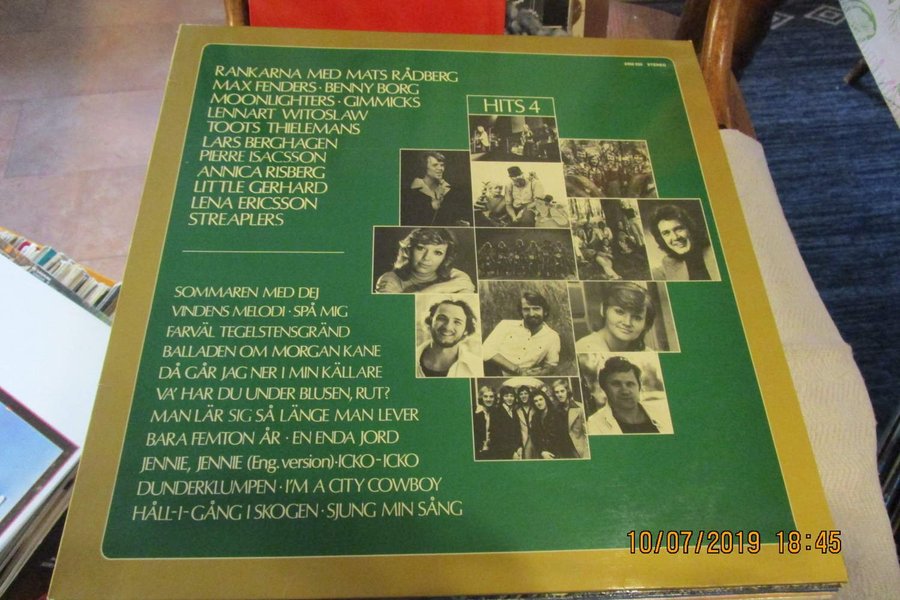 STEREO
RANKARNA MED MATS RÅDBERG
MAX FENDERS · BENNY BORG
MOONLIGHTERS · GIMMICKS
LENNART WITOSLAW
TOOTS THIELEMANS
LARS BERGHAGEN
PIERRE ISACSSON
ANNICA RISBERG
LITTLE GERHARD
LENA ERICSSON
STREAPLERS
HITS 4
SOMMAREN MED DEJ
VINDENS MELODI · SPÅ MIG
FARVÄL TEGELSTENSGRÄND
BALLADEN OM MORGAN KANE
DÅ GÅR JAG NER I MIN KÄLLARE
VA' HAR DU UNDER BLUSEN, RUT?
MAN LÄR SIG SÅ LÄNGE MAN LEVER
BARA FEMTON ÅR · EN ENDA JORD
JENNIE, JENNIE (Eng. version) · ICKO-ICKO
DUNDERKLUMPEN · I'M A CITY COWBOY
HÅLL-I-GÅNG I SKOGEN · SJUNG MIN SÅNG
10/07/2019 18:45